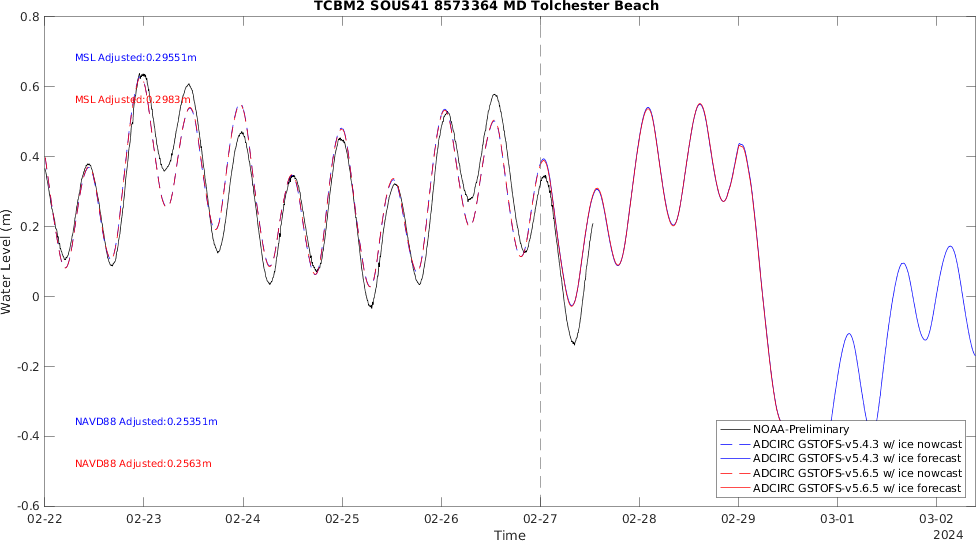 TCBM2 SOUS41 8573364 MD Tolchester Beach
0.8
MSL Adjusted:0.29551m
0.6
MSL Adjusted:0.2983m
0.4
Water Level (m)
0.2
0
-0.2
NAVD88 Adjusted:0.25351m
-0.4
NAVD88 Adjusted:0.2563m
-0.6
NOAA-Preliminary
ADCIRC GSTOFS-v5.4.3 w/ ice nowcast
ADCIRC GSTOFS-v5.4.3 w/ ice forecast
ADCIRC GSTOFS-v5.6.5 w/ ice nowcast
ADCIRC GSTOFS-v5.6.5 w/ ice forecast
02-22 02-23 02-24 02-25 02-26 02-27 02-28 02-29 03-01 03-02
Time
2024